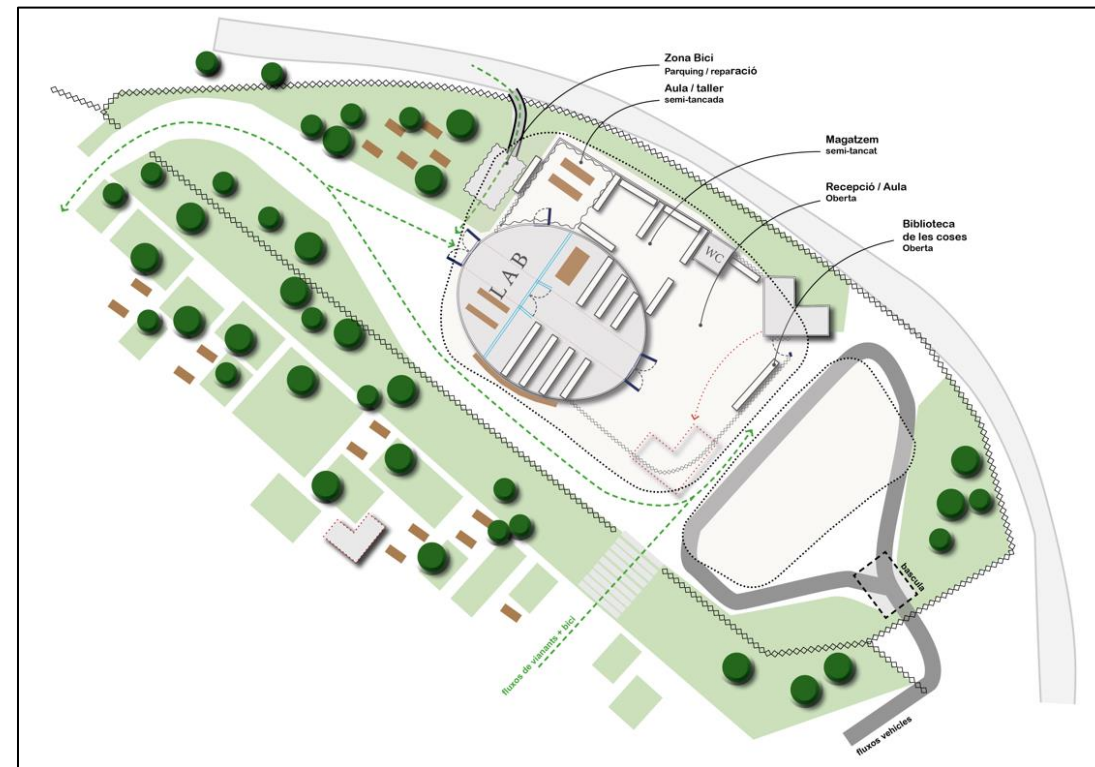 Zona Bici
Parquing / reparació
Aula / taller
semi-tancada
Magatzem
semi-tancat
Recepció / Aula
Oberta
Biblioteca
de les coses
Oberta
WC
LAB
bascula
fluxos de vianants + bici
fluxos vehicles